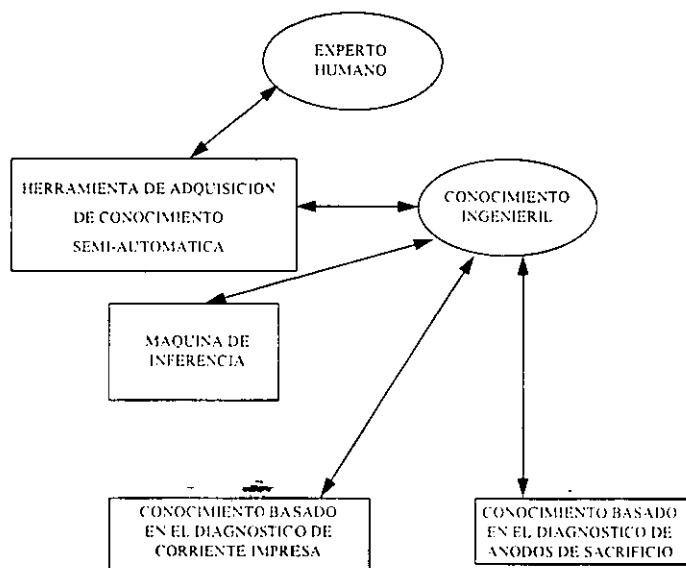 EXPERTO
HUMANO
HERRAMIENTA DE ADQUISICION
DE CONOCIMIENTO
SEMI-AUTOMATICA
CONOCIMIENTO
INGENIERIL
MAQUINA DE
INFERENCIA
CONOCIMIENTO BASADO
EN EL DIAGNOSTICO DE
CORRIENTE IMPRESA
CONOCIMIENTO BASADO
EN EL DIAGNOSTICO DE
ANODOS DE SACRIFICIO